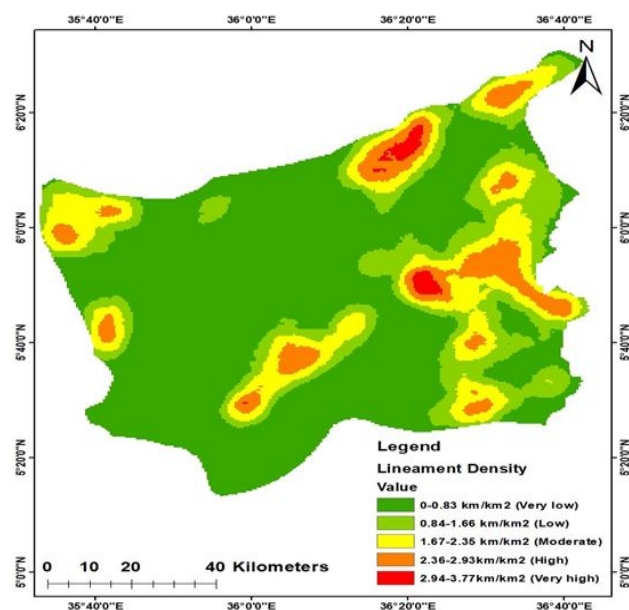 35°40'0"E 36°0'0"E 36°20'0"E 36°40'0"E
N
6°20'0"N 6°20'0"N
6°0'0"N 6°0'0"N
5°40'0"N 5°40'0"N
5°20'0"N 5°20'0"N
5°0'0"N 5°0'0"N
Legend
Lineament Density
Value
0-0.83 km/km2 (Very low)
0.84-1.66 km/km2 (Low)
1.67-2.35 km/km2 (Moderate)
2.36-2.93km/km2 (High)
2.94-3.77km/km2 (Very high)
0 10 20 40 Kilometers
35°40'0"E 36°0'0"E 36°20'0"E 36°40'0"E